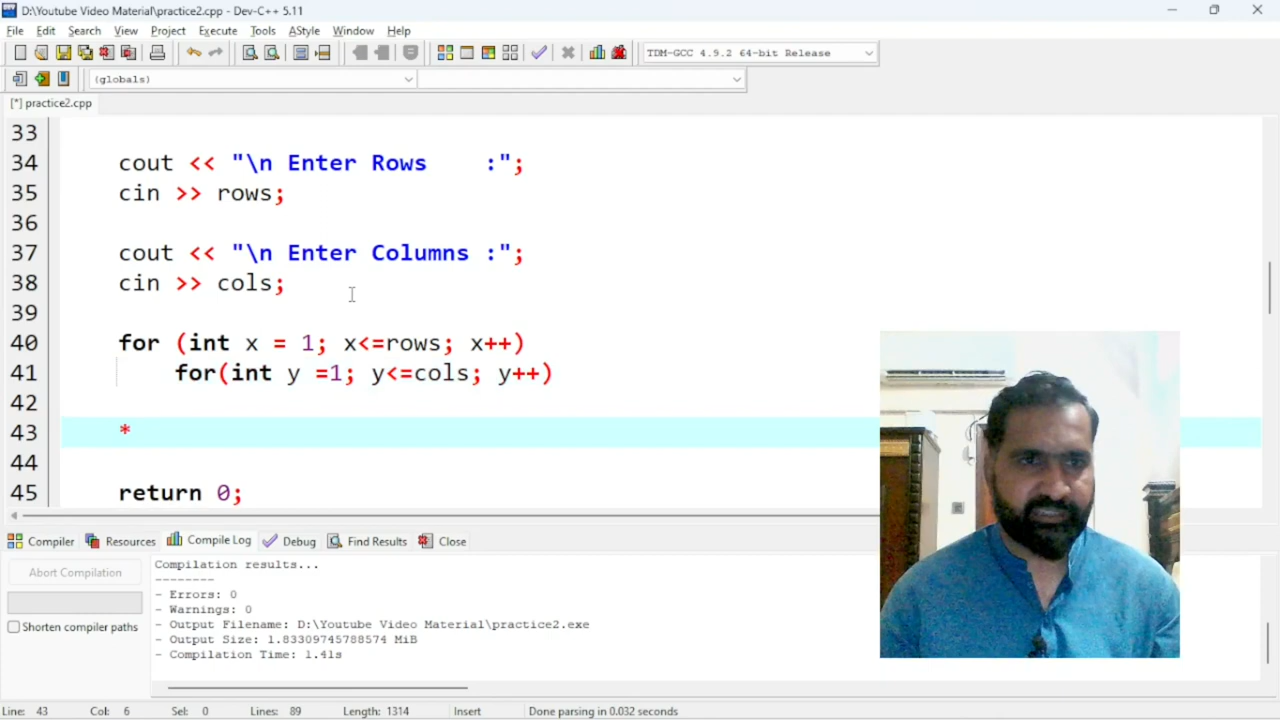 D:\Youtube Video Material\practice2.cpp - Dev-C++ 5.11
File Edit Search View Project Execute Tools AStyle Window Help
TDM-GCC 4.9.2 64-bit Release
(globals)
[*] practice2.cpp
33
34 cout << "\n Enter Rows    :";
35 cin >> rows;
36
37 cout << "\n Enter Columns :";
38 cin >> cols;
39
40 for (int x = 1; x<=rows; x++)
41 for(int y =1; y<=cols; y++)
42
43 *
44
45 return 0;
Compiler Resources Compile Log Debug Find Results Close
Abort Compilation
Shorten compiler paths
Compilation results...
--------
- Errors: 0
- Warnings: 0
- Output Filename: D:\Youtube Video Material\practice2.exe
- Output Size: 1.83309745788574 MiB
- Compilation Time: 1.41s
Line: 43 Col: 6 Sel: 0 Lines: 89 Length: 1314 Insert Done parsing in 0.032 seconds